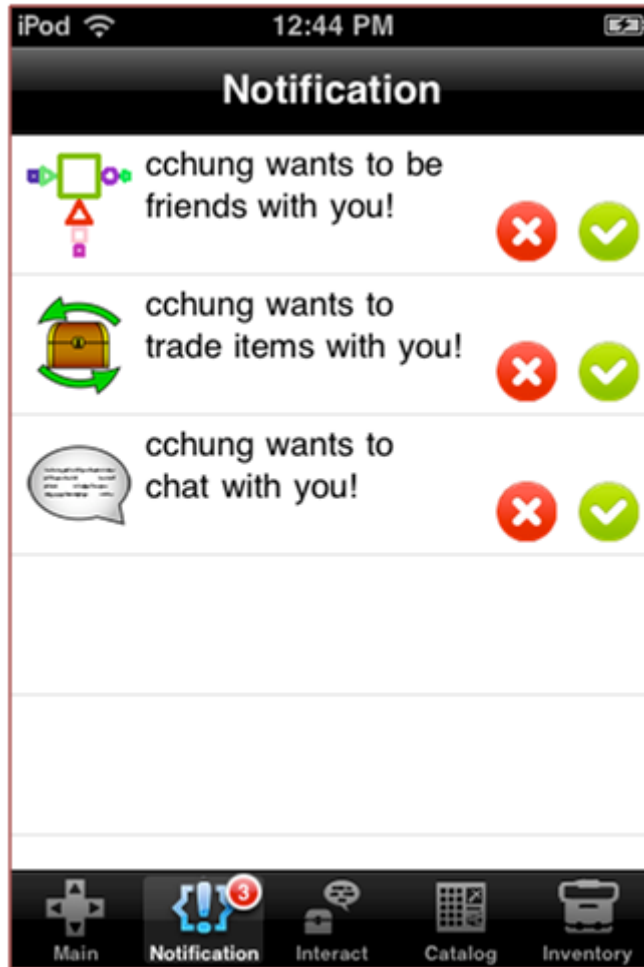 iPod 12:44 PM
Notification
cchung wants to be
friends with you!
cchung wants to
trade items with you!
cchung wants to
chat with you!
3
Main Notification Interact Catalog Inventory